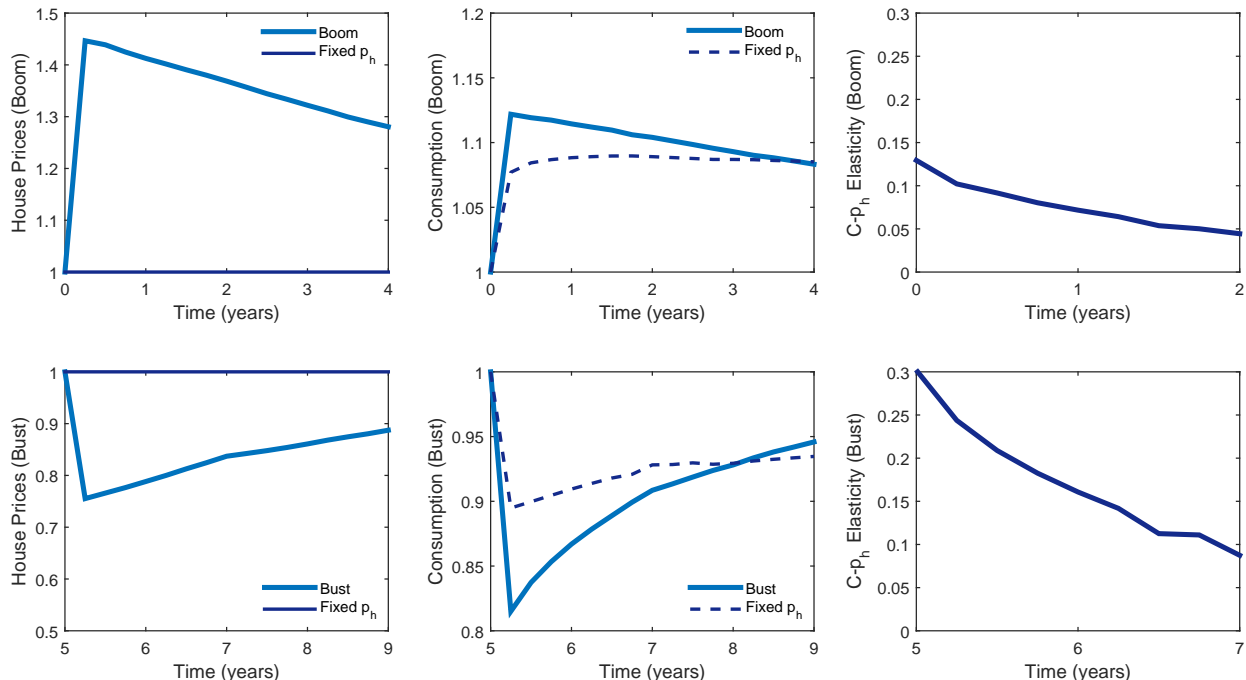 House Prices (Boom)
1.5
1.4
1.3
1.2
1.1
1
Boom
Fixed p_h
0 1 2 3 4
Time (years)
Consumption (Boom)
1.2
1.15
1.1
1.05
1
Boom
Fixed p_h
0 1 2 3 4
Time (years)
C-p_h Elasticity (Boom)
0.3
0.25
0.2
0.15
0.1
0.05
0
0 1 2
Time (years)
House Prices (Bust)
1
0.9
0.8
0.7
0.6
0.5
Bust
Fixed p_h
5 6 7 8 9
Time (years)
Consumption (Bust)
1
0.95
0.9
0.85
0.8
Bust
Fixed p_h
5 6 7 8 9
Time (years)
C-p_h Elasticity (Bust)
0.3
0.25
0.2
0.15
0.1
0.05
0
5 6 7
Time (years)